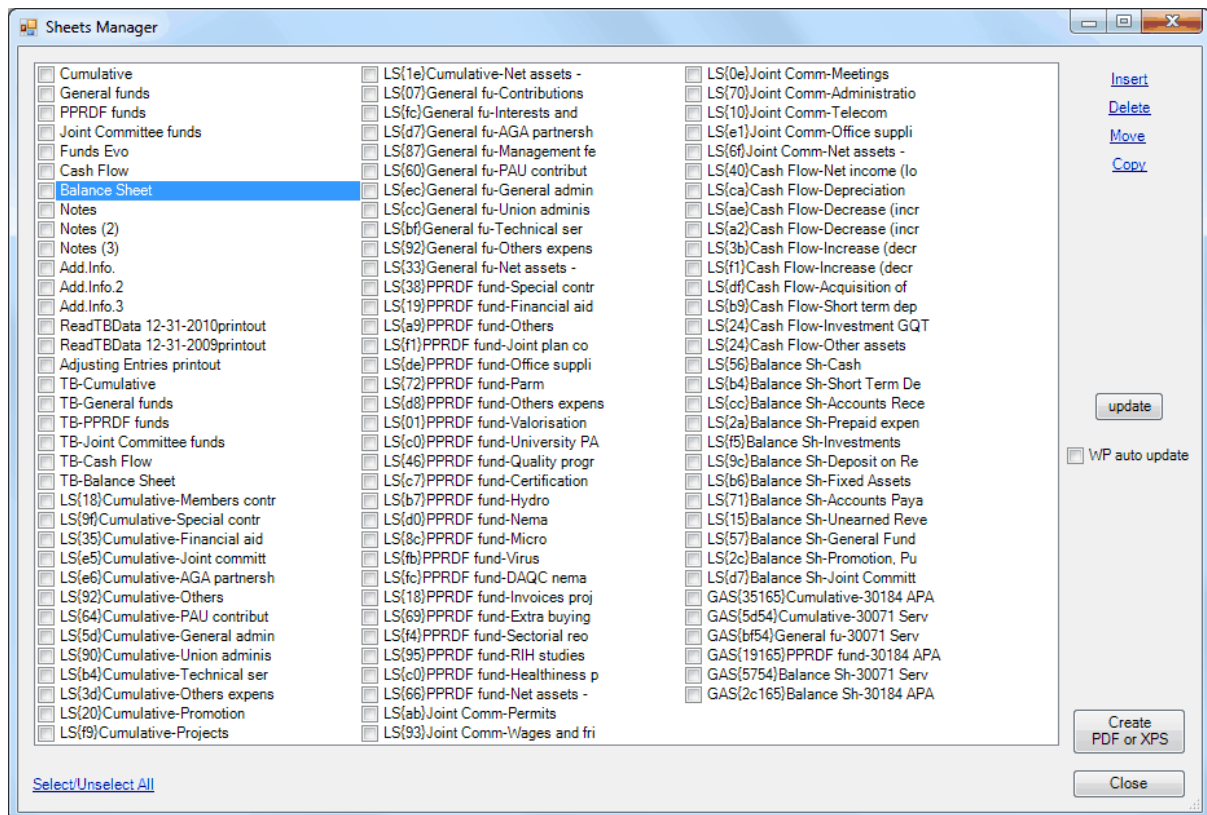 Sheets Manager
Cumulative
General funds
PPRDF funds
Joint Committee funds
Funds Evo
Cash Flow
Balance Sheet
Notes
Notes (2)
Notes (3)
Add.Info.
Add.Info.2
Add.Info.3
ReadTBData 12-31-2010printout
ReadTBData 12-31-2009printout
Adjusting Entries printout
TB-Cumulative
TB-General funds
TB-PPRDF funds
TB-Joint Committee funds
TB-Cash Flow
TB-Balance Sheet
LS{18}Cumulative-Members contr
LS{9f}Cumulative-Special contr
LS{35}Cumulative-Financial aid
LS{e5}Cumulative-Joint committ
LS{e6}Cumulative-AGA partnersh
LS{92}Cumulative-Others
LS{64}Cumulative-PAU contribut
LS{5d}Cumulative-General admin
LS{90}Cumulative-Union adminis
LS{b4}Cumulative-Technical ser
LS{3d}Cumulative-Others expens
LS{20}Cumulative-Promotion
LS{f9}Cumulative-Projects
LS{1e}Cumulative-Net assets -
LS{07}General fu-Contributions
LS{fc}General fu-Interests and
LS{d7}General fu-AGA partnersh
LS{87}General fu-Management fe
LS{60}General fu-PAU contribut
LS{ec}General fu-General admin
LS{cc}General fu-Union adminis
LS{bf}General fu-Technical ser
LS{92}General fu-Others expens
LS{33}General fu-Net assets -
LS{38}PPRDF fund-Special contr
LS{19}PPRDF fund-Financial aid
LS{a9}PPRDF fund-Others
LS{f1}PPRDF fund-Joint plan co
LS{de}PPRDF fund-Office suppli
LS{72}PPRDF fund-Parm
LS{d8}PPRDF fund-Others expens
LS{01}PPRDF fund-Valorisation
LS{c0}PPRDF fund-University PA
LS{46}PPRDF fund-Quality progr
LS{c7}PPRDF fund-Certification
LS{b7}PPRDF fund-Hydro
LS{d0}PPRDF fund-Nema
LS{8c}PPRDF fund-Micro
LS{fb}PPRDF fund-Virus
LS{fc}PPRDF fund-DAQC nema
LS{18}PPRDF fund-Invoices proj
LS{69}PPRDF fund-Extra buying
LS{f4}PPRDF fund-Sectorial reo
LS{95}PPRDF fund-RIH studies
LS{c0}PPRDF fund-Healthiness p
LS{66}PPRDF fund-Net assets -
LS{ab}Joint Comm-Permits
LS{93}Joint Comm-Wages and fri
LS{0e}Joint Comm-Meetings
LS{70}Joint Comm-Administratio
LS{10}Joint Comm-Telecom
LS{e1}Joint Comm-Office suppli
LS{6f}Joint Comm-Net assets -
LS{40}Cash Flow-Net income (lo
LS{ca}Cash Flow-Depreciation
LS{ae}Cash Flow-Decrease (incr
LS{a2}Cash Flow-Decrease (incr
LS{3b}Cash Flow-Increase (decr
LS{f1}Cash Flow-Increase (decr
LS{df}Cash Flow-Acquisition of
LS{b9}Cash Flow-Short term dep
LS{24}Cash Flow-Investment GQT
LS{24}Cash Flow-Other assets
LS{56}Balance Sh-Cash
LS{b4}Balance Sh-Short Term De
LS{cc}Balance Sh-Accounts Rece
LS{2a}Balance Sh-Prepaid expen
LS{f5}Balance Sh-Investments
LS{9c}Balance Sh-Deposit on Re
LS{b6}Balance Sh-Fixed Assets
LS{71}Balance Sh-Accounts Paya
LS{15}Balance Sh-Unearned Reve
LS{57}Balance Sh-General Fund
LS{2c}Balance Sh-Promotion, Pu
LS{d7}Balance Sh-Joint Committ
GAS{35165}Cumulative-30184 APA
GAS{5d54}Cumulative-30071 Serv
GAS{bf54}General fu-30071 Serv
GAS{19165}PPRDF fund-30184 APA
GAS{5754}Balance Sh-30071 Serv
GAS{2c165}Balance Sh-30184 APA
Insert
Delete
Move
Copy
update
WP auto update
Create
PDF or XPS
Close
Select/Unselect All